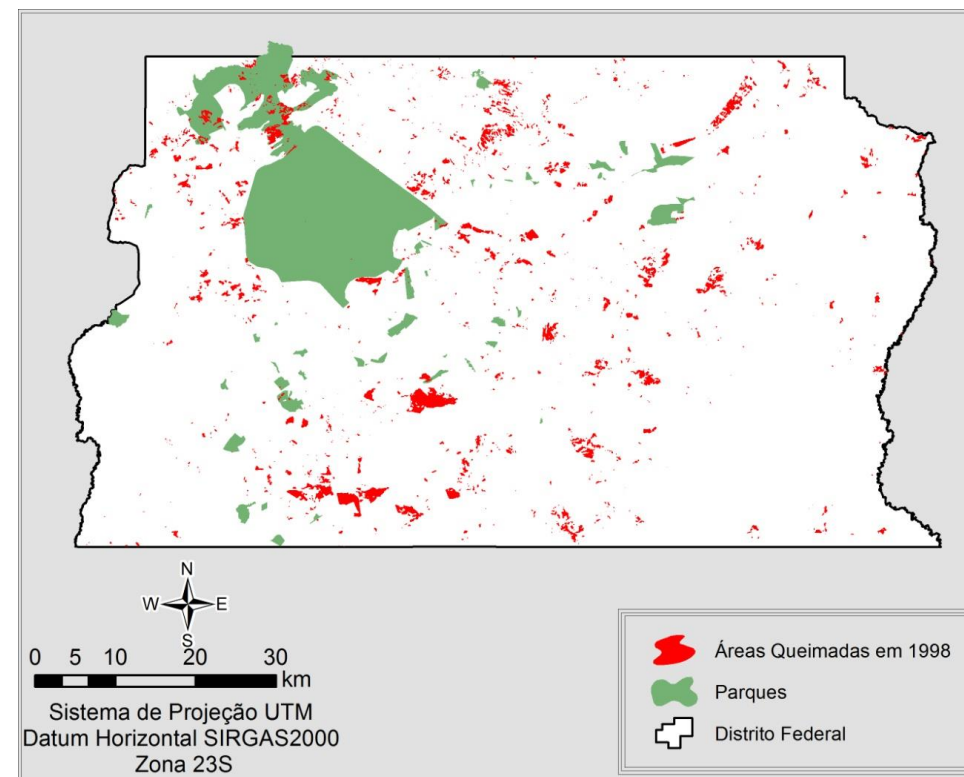 N
W E
S
0 5 10 20 30
km
Sistema de Projeção UTM
Datum Horizontal SIRGAS2000
Zona 23S
Áreas Queimadas em 1998
Parques
Distrito Federal